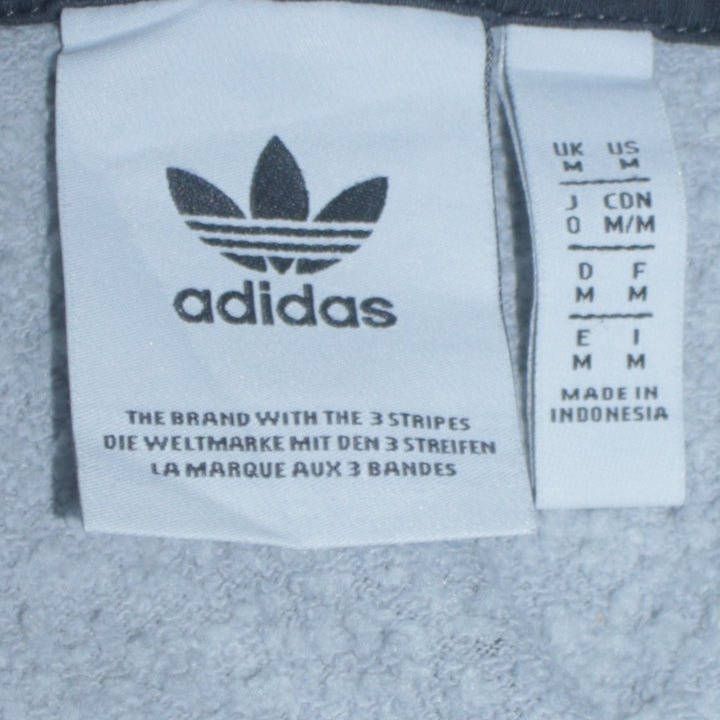 adidas
THE BRAND WITH THE 3 STRIPES
DIE WELTMARKE MIT DEN 3 STREIFEN
LA MARQUE AUX 3 BANDES
UK US
M M
J CDN
O M/M
D F
M M
E I
M M
MADE IN
INDONESIA